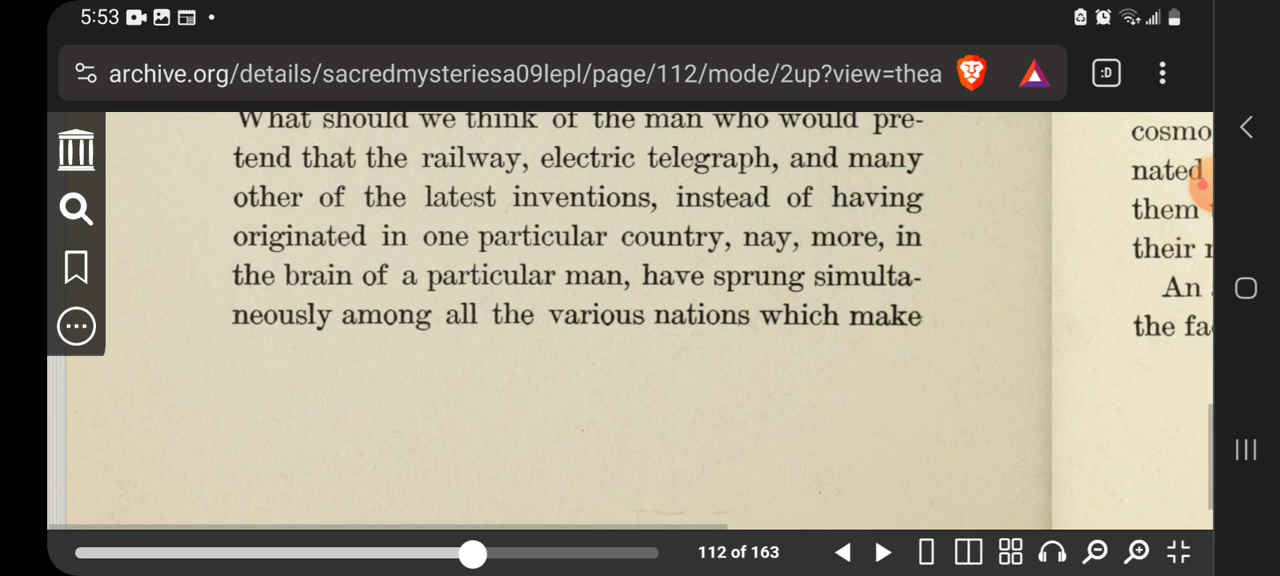 5:53
archive.org/details/sacredmysteriesa09lepl/page/112/mode/2up?view=thea
:D
What should we think of the man who would pre-
tend that the railway, electric telegraph, and many
other of the latest inventions, instead of having
originated in one particular country, nay, more, in
the brain of a particular man, have sprung simulta-
neously among all the various nations which make
cosmo
nated
them
their
An
the fa
112 of 163